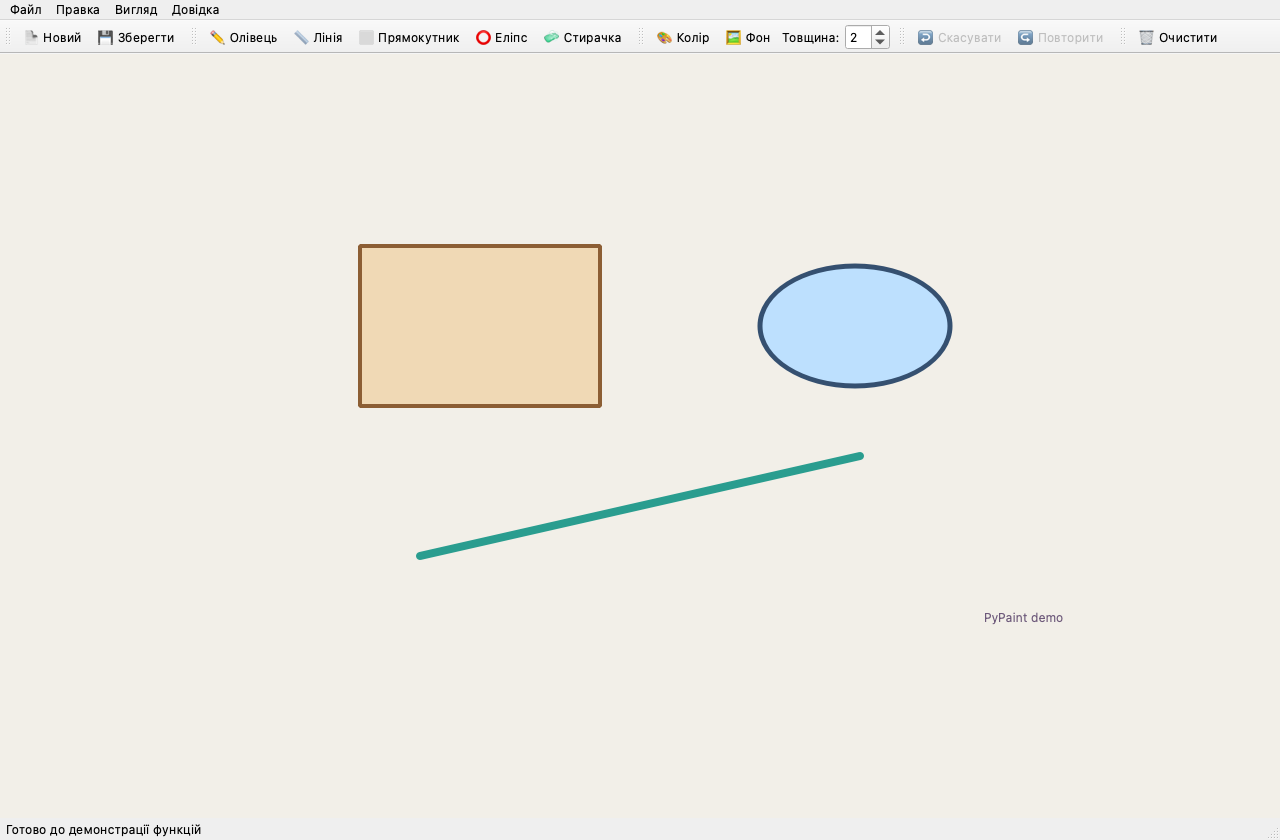 Файл Правка Вигляд Довідка
Новий Зберегти Олівець Лінія Прямокутник Еліпс Стирачка Колір Фон Товщина: 2 Скасувати Повторити Очистити
PyPaint demo
Готово до демонстрації функцій